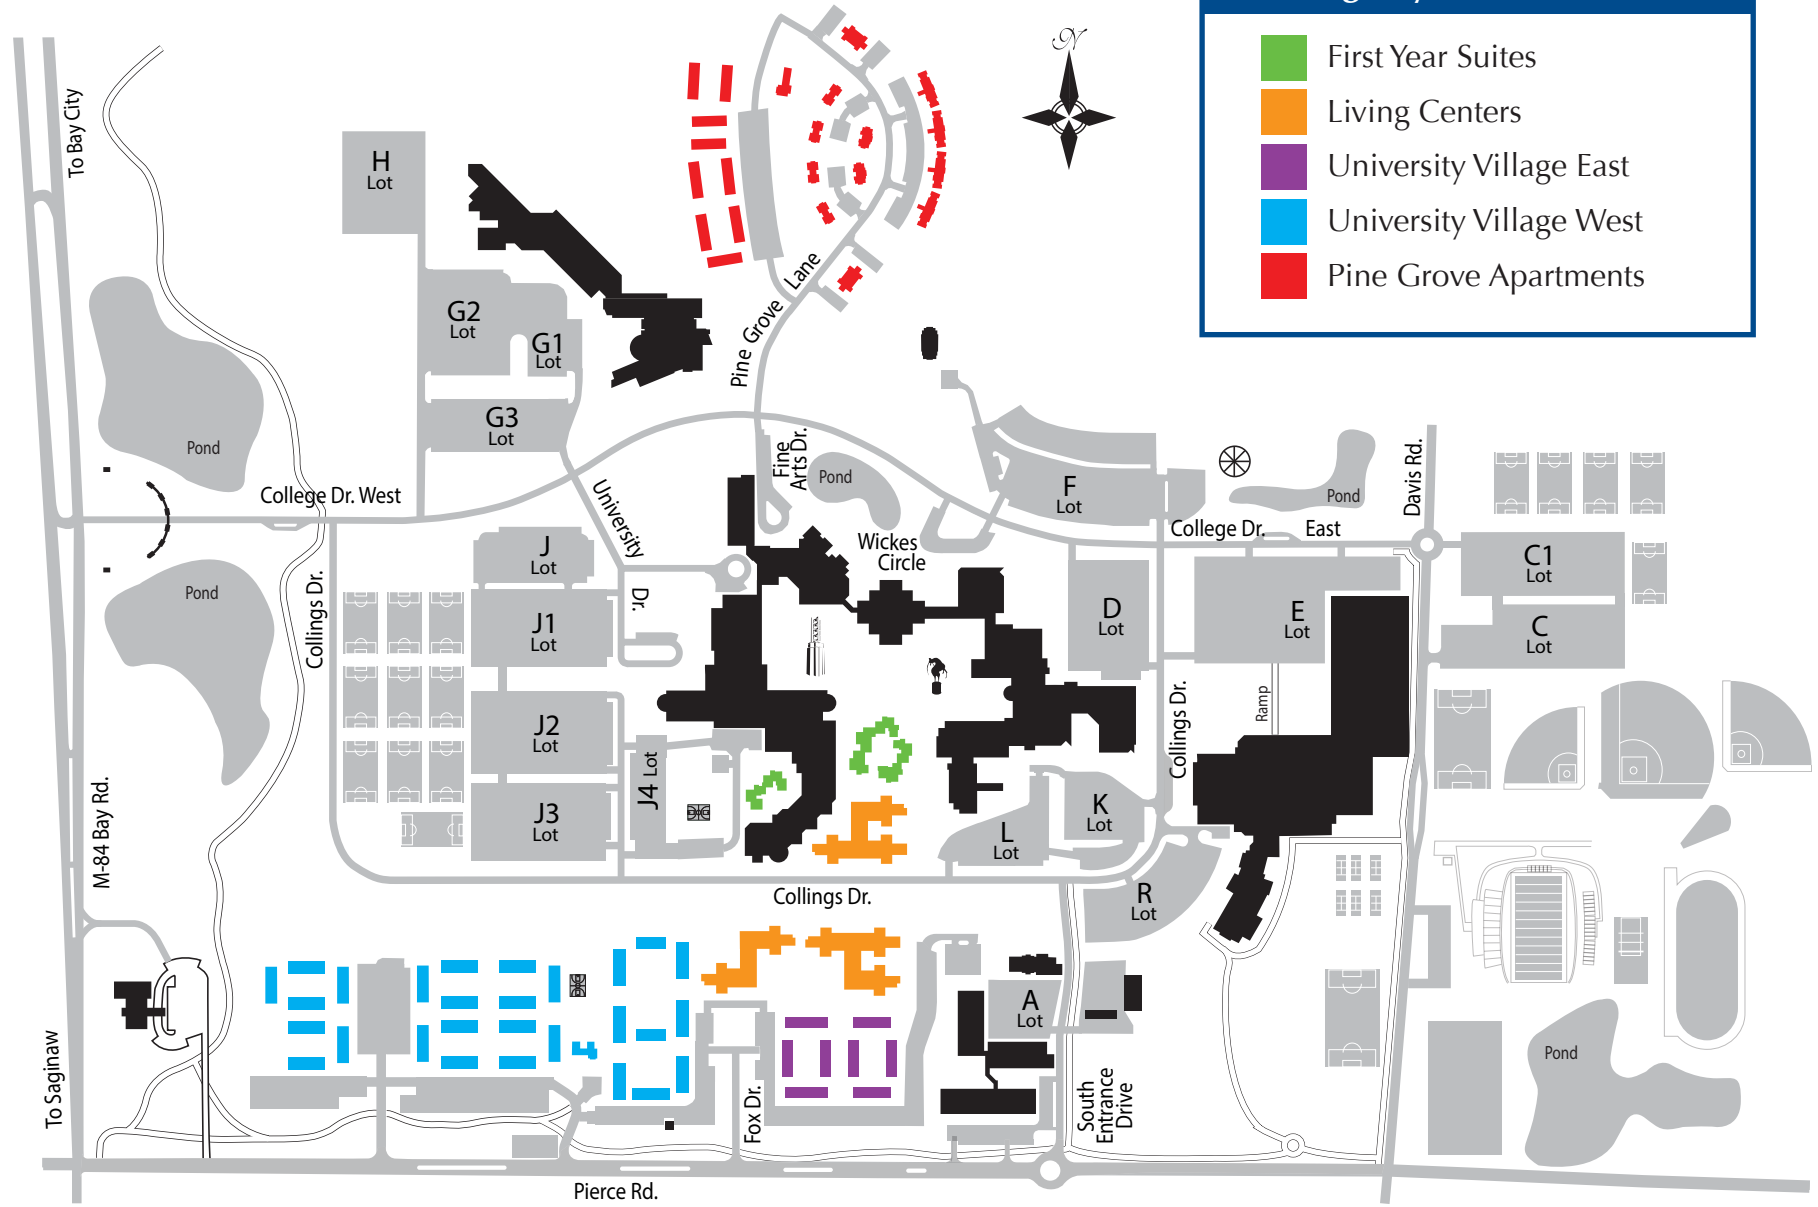 N
First Year Suites
Living Centers
University Village East
University Village West
Pine Grove Apartments
To Bay City
H
Lot
G2
Lot
G1
Lot
G3
Lot
Pine Grove Lane
Pond
College Dr. West
University Dr.
Fine
Arts Dr.
Pond
Wickes
Circle
F
Lot
Pond
Davis Rd.
College Dr. East
C1
Lot
C
Lot
J
Lot
J1
Lot
J2
Lot
J3
Lot
J4 Lot
Pond
Collings Dr.
D
Lot
E
Lot
Ramp
Collings Dr.
K
Lot
L
Lot
R
Lot
M-84 Bay Rd.
Collings Dr.
A
Lot
Pond
To Saginaw
Fox Dr.
South
Entrance
Drive
Pierce Rd.